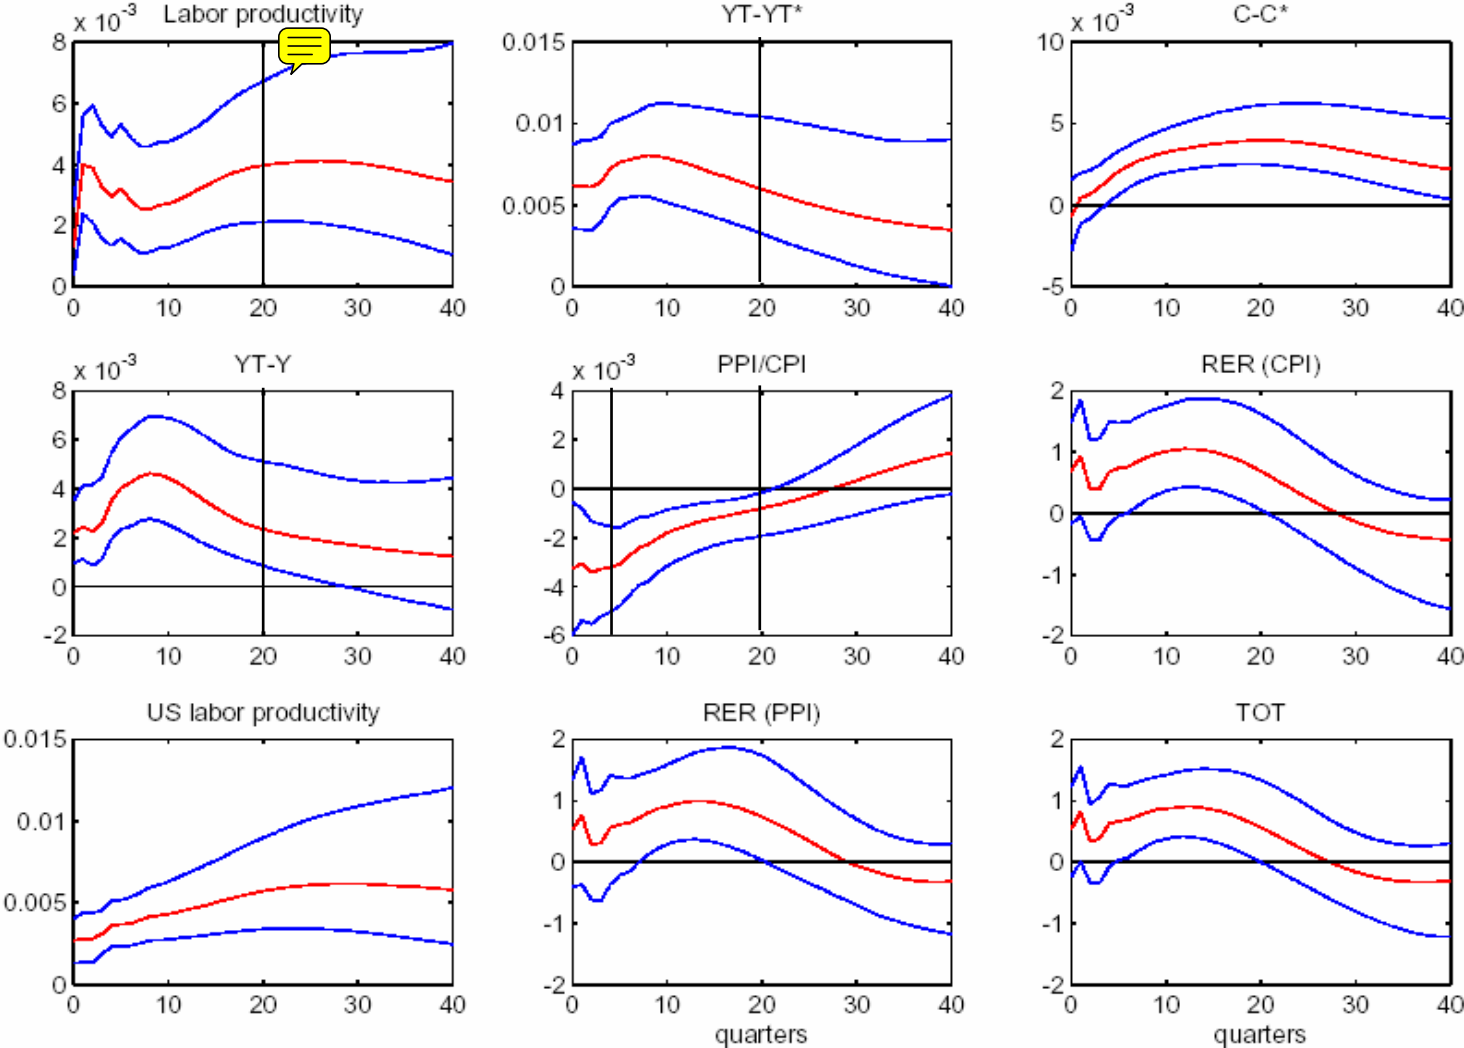 x 10-3 Labor productivity
8
6
4
2
0
0 10 20 30 40
YT-YT*
0.015
0.01
0.005
0
0 10 20 30 40
x 10-3 C-C*
10
5
0
-5
0 10 20 30 40
x 10-3 YT-Y
8
6
4
2
0
-2
0 10 20 30 40
x 10-3 PPI/CPI
4
2
0
-2
-4
-6
0 10 20 30 40
RER (CPI)
2
1
0
-1
-2
0 10 20 30 40
US labor productivity
0.015
0.01
0.005
0
0 10 20 30 40
RER (PPI)
2
1
0
-1
-2
0 10 20 30 40
quarters
TOT
2
1
0
-1
-2
0 10 20 30 40
quarters